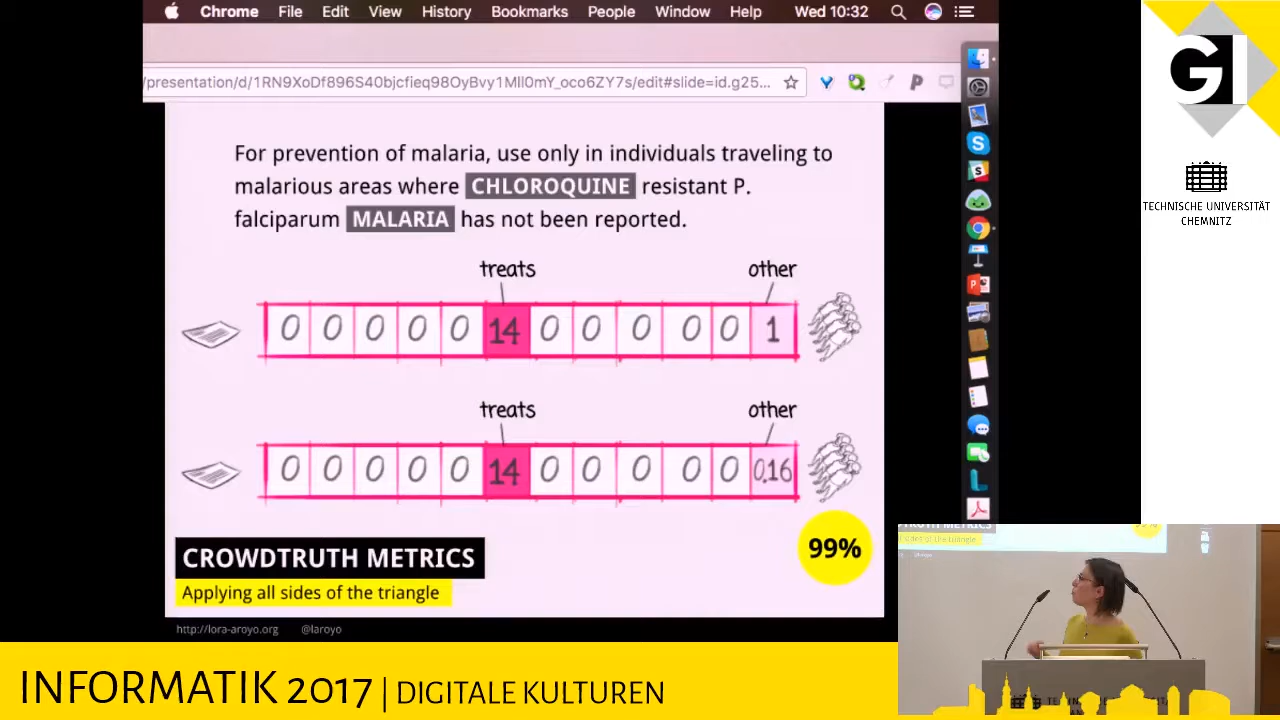 Chrome File Edit View History Bookmarks People Window Help Wed 10:32
/presentation/d/1RN9XoDf896S40bjcfieq98OyBvy1Mll0mY_oco6ZY7s/edit#slide=id.g25...
For prevention of malaria, use only in individuals traveling to
malarious areas where CHLOROQUINE resistant P.
falciparum MALARIA has not been reported.
treats other
0 0 0 0 0 14 0 0 0 0 0 1
treats other
0 0 0 0 0 14 0 0 0 0 0 0.16
99%
CROWDTRUTH METRICS
Applying all sides of the triangle
http://lora-aroyo.org @laroyo
INFORMATIK 2017 | DIGITALE KULTUREN
GI
TECHNISCHE UNIVERSITÄT
CHEMNITZ